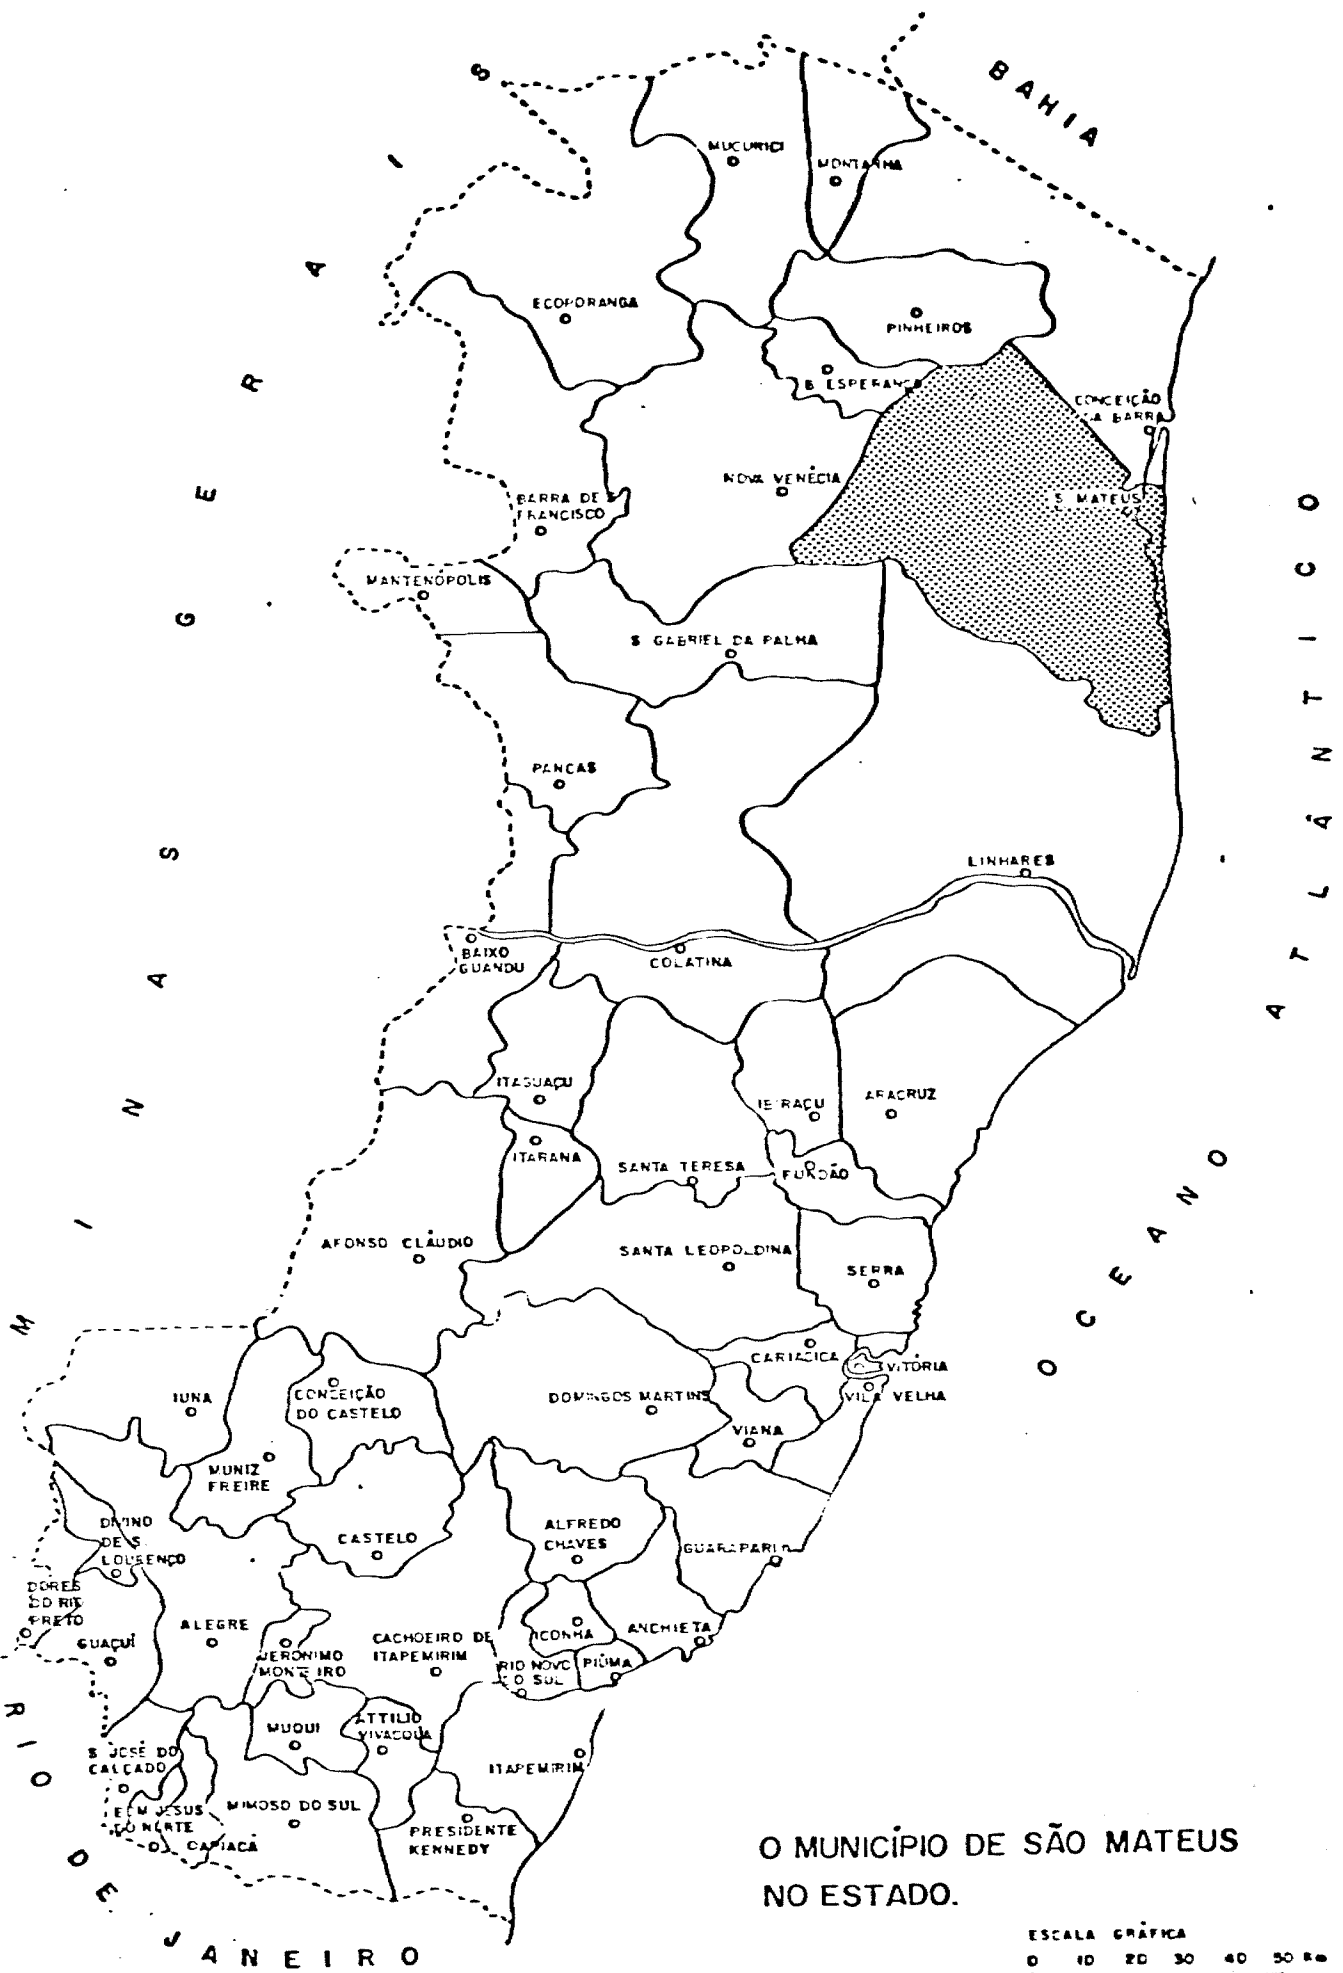 BAHIA
MINAS GERAIS
MUCURICI
MONTANHA
ECOPORANGA
PINHEIROS
B. ESPERANÇA
CONCEIÇÃO
DA BARRA
NOVA VENÉCIA
S. MATEUS
BARRA DE S.
FRANCISCO
MANTENÓPOLIS
S GABRIEL DA PALHA
PANCAS
LINHARES
BAIXO
GUANDU
COLATINA
ITAGUAÇU
IBIRAÇU
ARACRUZ
ITARANA
SANTA TERESA
FUNDÃO
AFONSO CLÁUDIO
SANTA LEOPOLDINA
SERRA
CARIACICA
VITÓRIA
VILA VELHA
IUNA
CONCEIÇÃO
DO CASTELO
DOMINGOS MARTINS
VIANA
MUNIZ
FREIRE
DIVINO
DE S.
LOURENÇO
CASTELO
ALFREDO
CHAVES
GUARAPARI
DORES
DO RIO
PRETO
GUAÇUÍ
ALEGRE
JERÔNIMO
MONTEIRO
CACHOEIRO DE
ITAPEMIRIM
ICONHA
ANCHIETA
RIO NOVO
DO SUL
PIÚMA
MUQUI
ATTILIO
VIVACQUA
ITAPEMIRIM
S. JOSÉ DO
CALÇADO
BOM JESUS
DO NORTE
APIACÁ
MIMOSO DO SUL
PRESIDENTE
KENNEDY
OCEANO ATLÂNTICO
RIO DE JANEIRO
O MUNICÍPIO DE SÃO MATEUS
NO ESTADO.
ESCALA GRÁFICA
0 10 20 30 40 50 Km